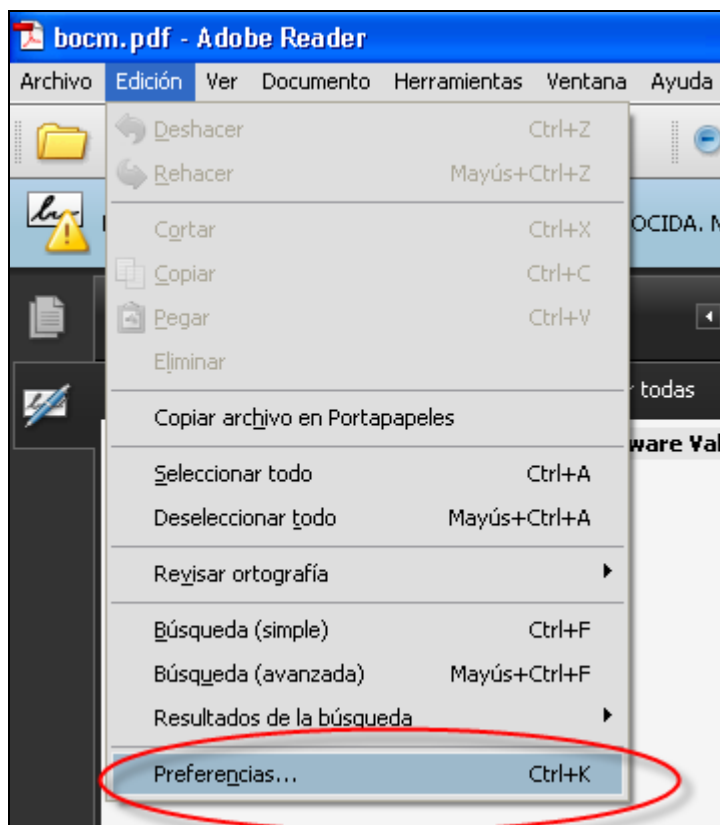 bocm.pdf - Adobe Reader
Archivo Edición Ver Documento Herramientas Ventana Ayuda
Deshacer Ctrl+Z
Rehacer Mayús+Ctrl+Z
Cortar Ctrl+X
OCIDA. N
Copiar Ctrl+C
Pegar Ctrl+V
Eliminar
todas
Copiar archivo en Portapapeles
ware Val
Seleccionar todo Ctrl+A
Deseleccionar todo Mayús+Ctrl+A
Revisar ortografía
Búsqueda (simple) Ctrl+F
Búsqueda (avanzada) Mayús+Ctrl+F
Resultados de la búsqueda
Preferencias... Ctrl+K